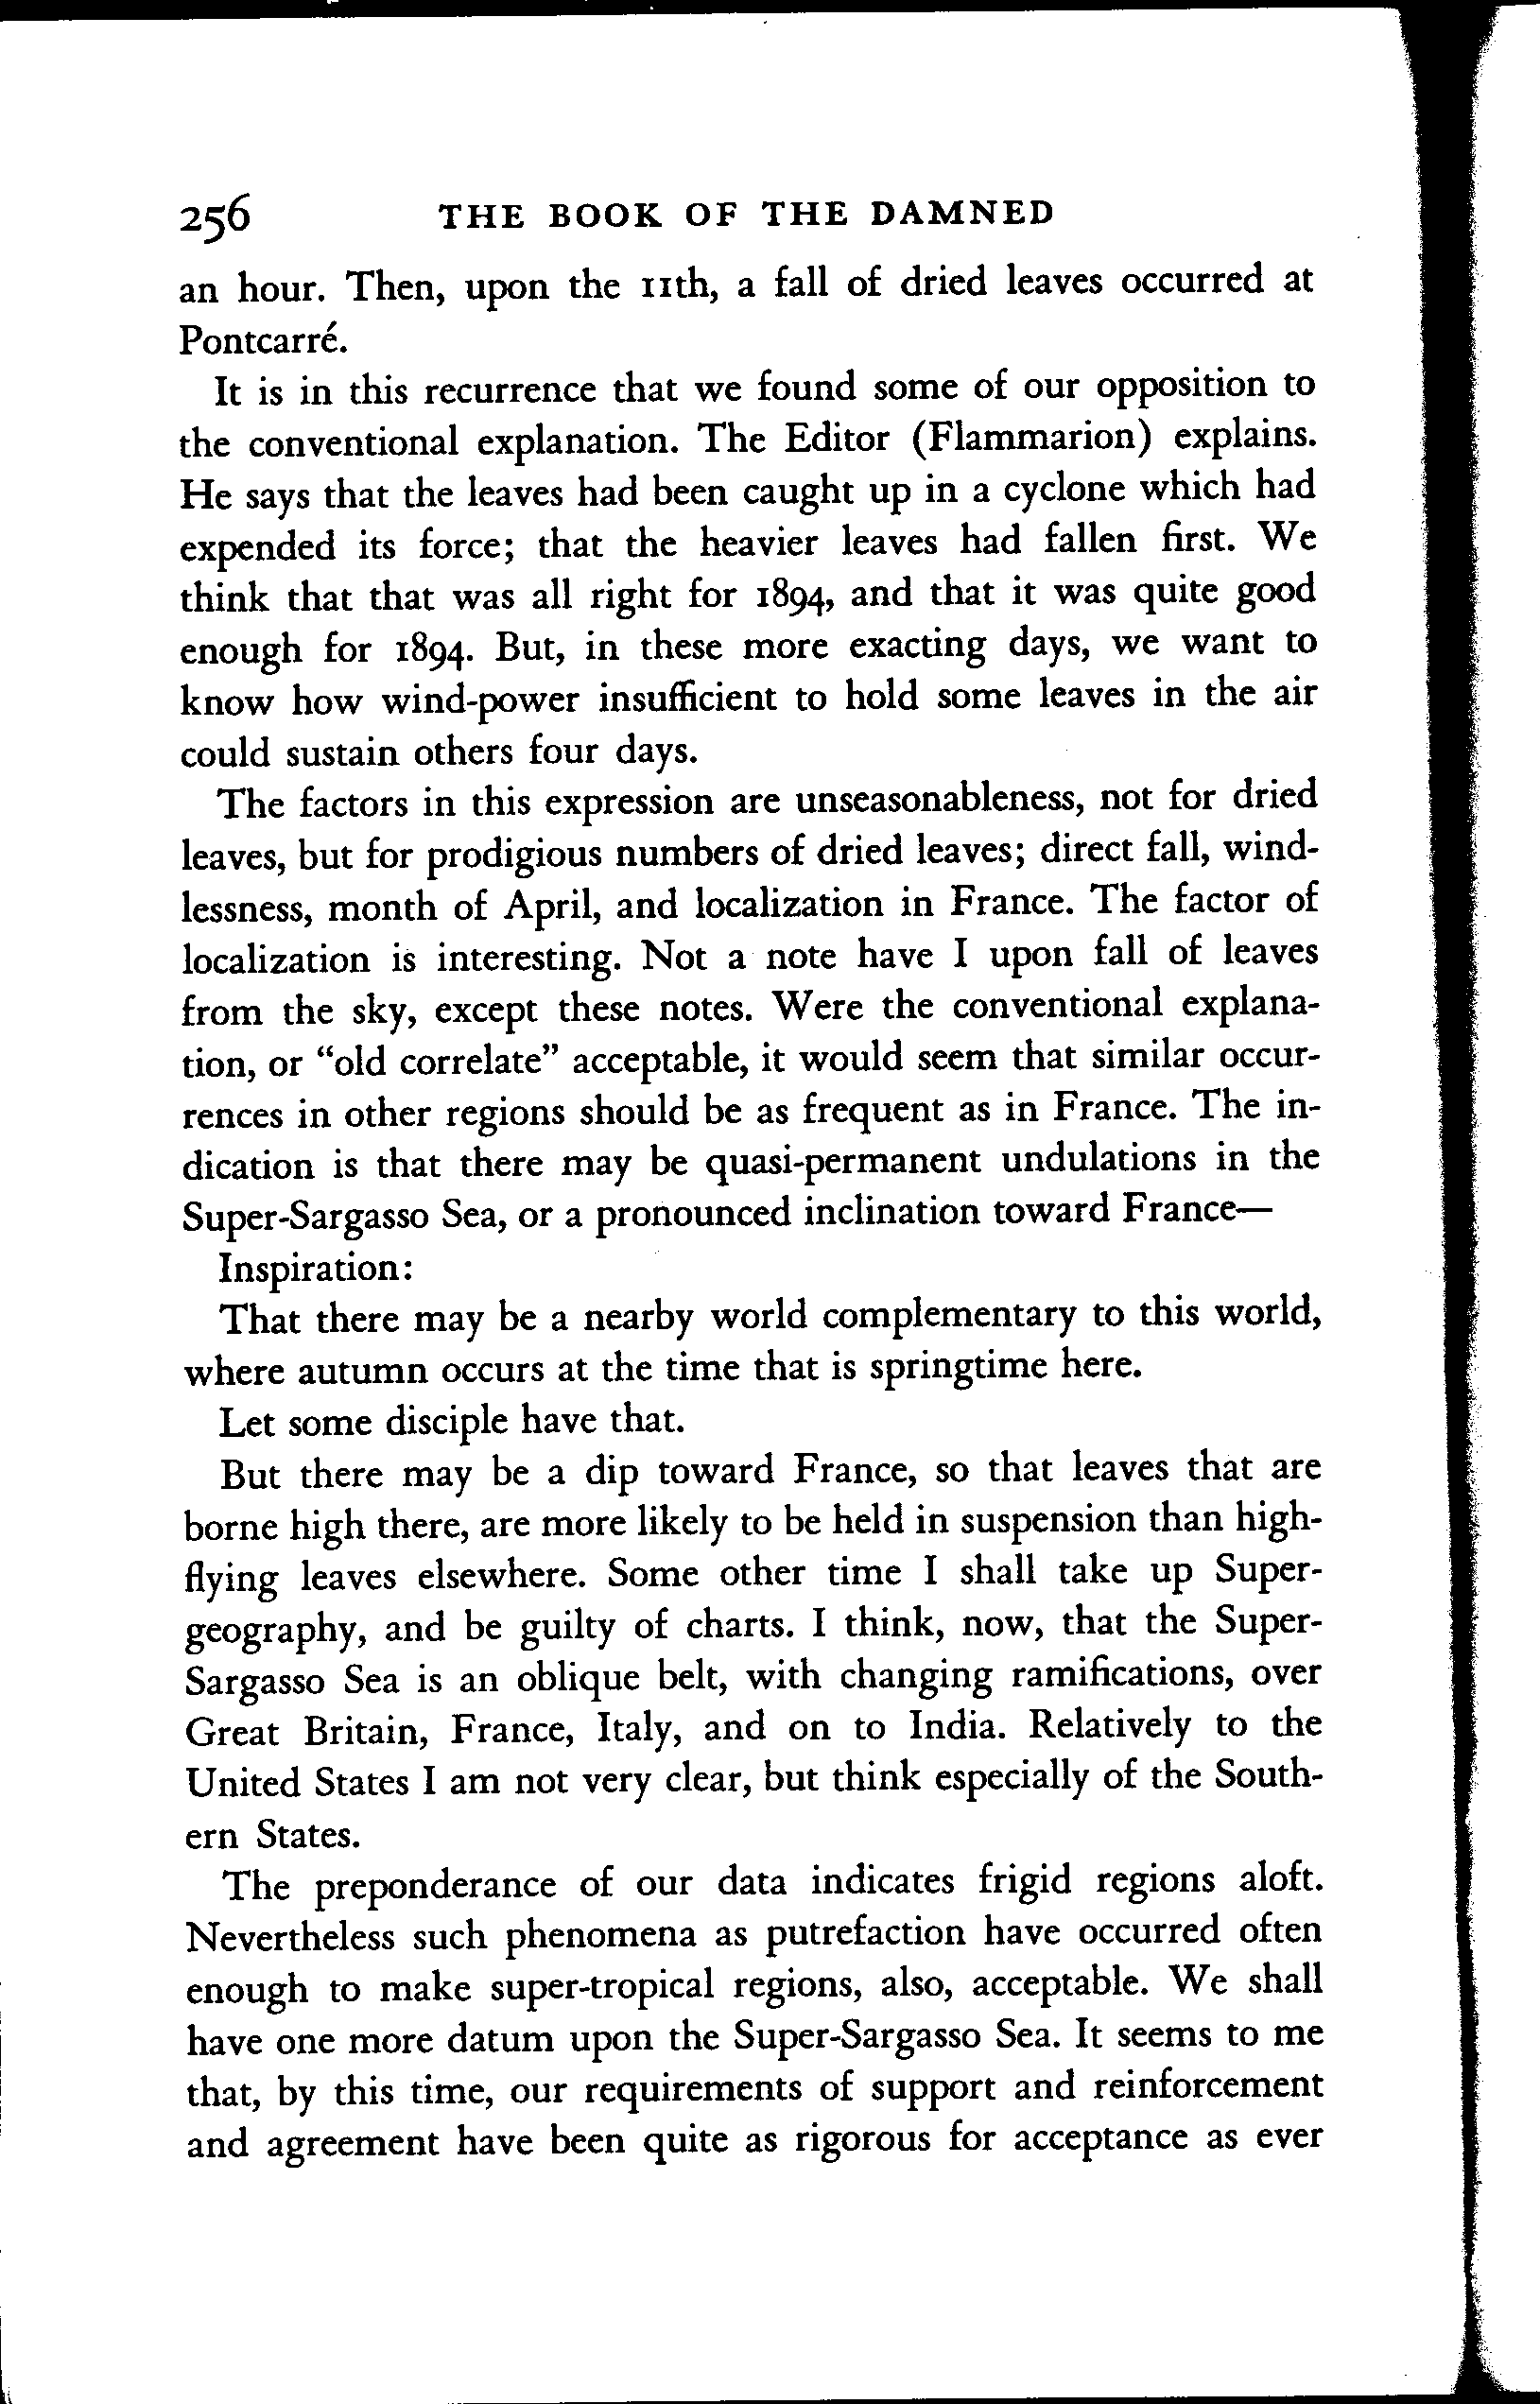 256 THE BOOK OF THE DAMNED
an hour. Then, upon the 11th, a fall of dried leaves occurred at
Pontcarré.
It is in this recurrence that we found some of our opposition to
the conventional explanation. The Editor (Flammarion) explains.
He says that the leaves had been caught up in a cyclone which had
expended its force; that the heavier leaves had fallen first. We
think that that was all right for 1894, and that it was quite good
enough for 1894. But, in these more exacting days, we want to
know how wind-power insufficient to hold some leaves in the air
could sustain others four days.
The factors in this expression are unseasonableness, not for dried
leaves, but for prodigious numbers of dried leaves; direct fall, wind-
lessness, month of April, and localization in France. The factor of
localization is interesting. Not a note have I upon fall of leaves
from the sky, except these notes. Were the conventional explana-
tion, or “old correlate” acceptable, it would seem that similar occur-
rences in other regions should be as frequent as in France. The in-
dication is that there may be quasi-permanent undulations in the
Super-Sargasso Sea, or a pronounced inclination toward France—
Inspiration:
That there may be a nearby world complementary to this world,
where autumn occurs at the time that is springtime here.
Let some disciple have that.
But there may be a dip toward France, so that leaves that are
borne high there, are more likely to be held in suspension than high-
flying leaves elsewhere. Some other time I shall take up Super-
geography, and be guilty of charts. I think, now, that the Super-
Sargasso Sea is an oblique belt, with changing ramifications, over
Great Britain, France, Italy, and on to India. Relatively to the
United States I am not very clear, but think especially of the South-
ern States.
The preponderance of our data indicates frigid regions aloft.
Nevertheless such phenomena as putrefaction have occurred often
enough to make super-tropical regions, also, acceptable. We shall
have one more datum upon the Super-Sargasso Sea. It seems to me
that, by this time, our requirements of support and reinforcement
and agreement have been quite as rigorous for acceptance as ever